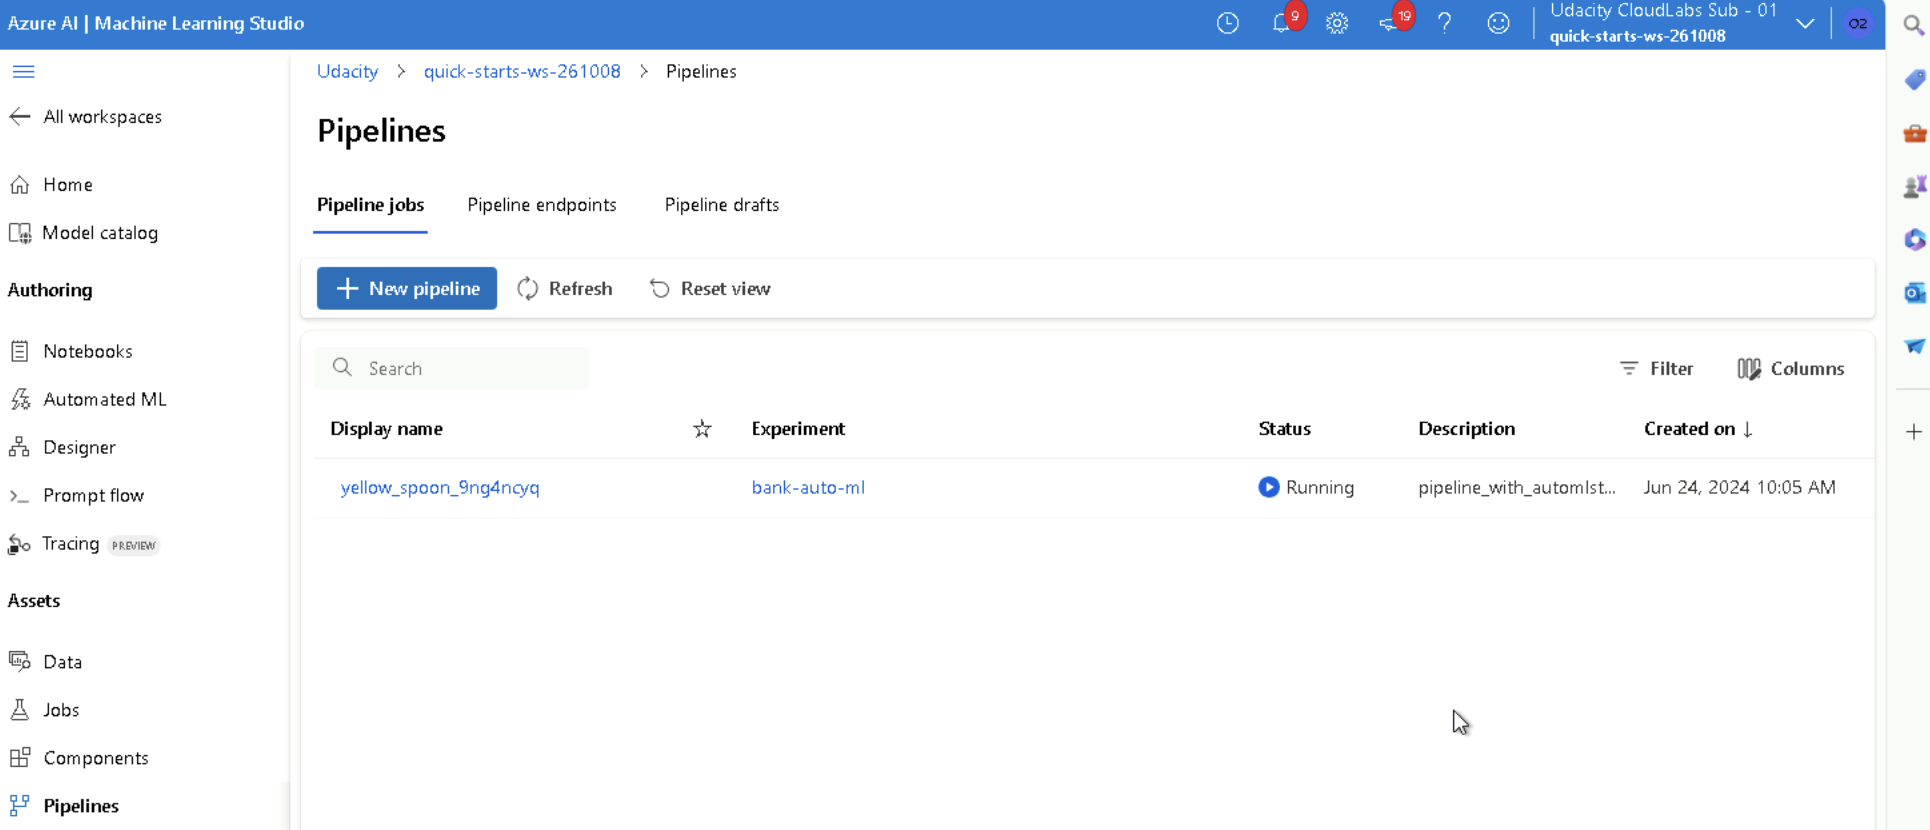 Azure AI | Machine Learning Studio
9
19
Udacity CloudLabs Sub - 01
quick-starts-ws-261008
O2
Udacity > quick-starts-ws-261008 > Pipelines
All workspaces
Home
Model catalog
Authoring
Notebooks
Automated ML
Designer
Prompt flow
Tracing PREVIEW
Assets
Data
Jobs
Components
Pipelines
Pipelines
Pipeline jobs Pipeline endpoints Pipeline drafts
New pipeline Refresh Reset view
Search Filter Columns
Display name Experiment Status Description Created on ↓
yellow_spoon_9ng4ncyq bank-auto-ml Running pipeline_with_automlst... Jun 24, 2024 10:05 AM